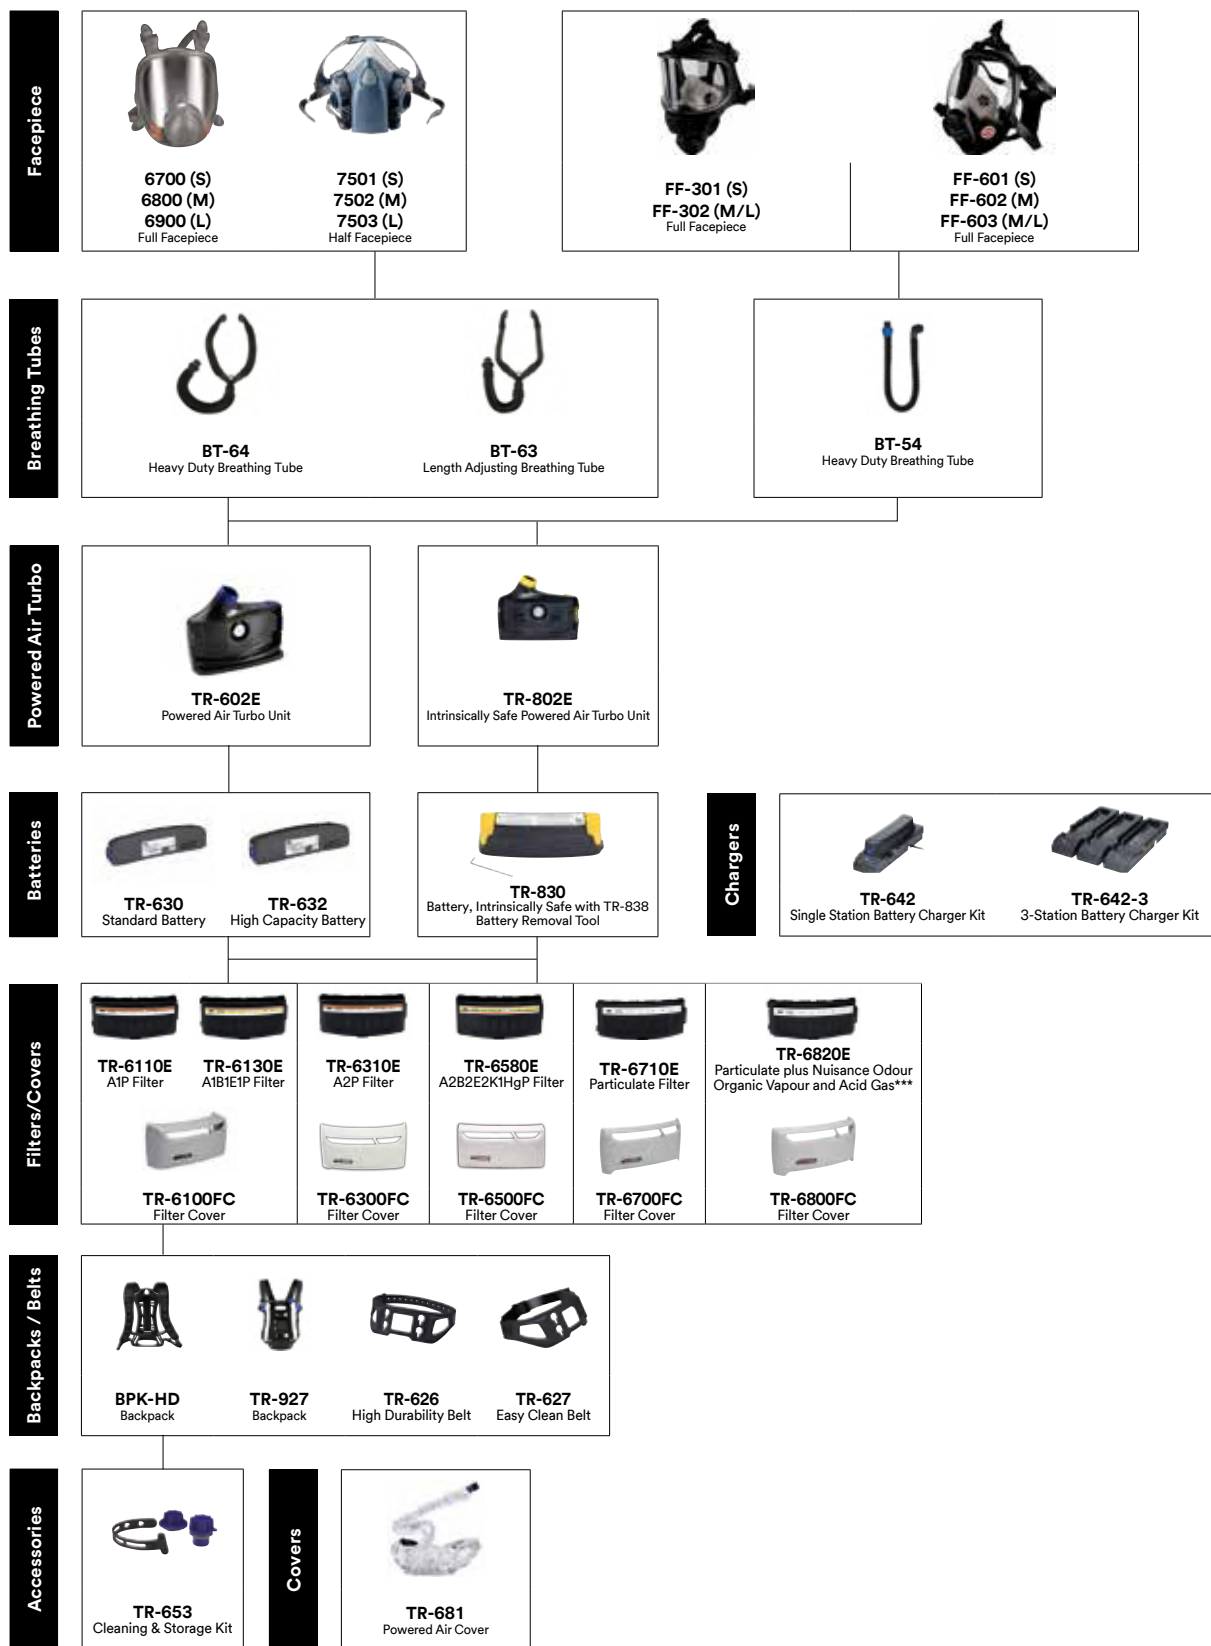 Facepiece
6700 (S)
6800 (M)
6900 (L)
Full Facepiece
7501 (S)
7502 (M)
7503 (L)
Half Facepiece
FF-301 (S)
FF-302 (M/L)
Full Facepiece
FF-601 (S)
FF-602 (M)
FF-603 (M/L)
Full Facepiece
Breathing Tubes
BT-64
Heavy Duty Breathing Tube
BT-63
Length Adjusting Breathing Tube
BT-54
Heavy Duty Breathing Tube
Powered Air Turbo
TR-602E
Powered Air Turbo Unit
TR-802E
Intrinsically Safe Powered Air Turbo Unit
Batteries
TR-630
Standard Battery
TR-632
High Capacity Battery
TR-830
Battery, Intrinsically Safe with TR-838
Battery Removal Tool
Chargers
TR-642
Single Station Battery Charger Kit
TR-642-3
3-Station Battery Charger Kit
Filters/Covers
TR-6110E
A1P Filter
TR-6130E
A1B1E1P Filter
TR-6310E
A2P Filter
TR-6580E
A2B2E2K1HgP Filter
TR-6710E
Particulate Filter
TR-6820E
Particulate plus Nuisance Odour
Organic Vapour and Acid Gas***
TR-6100FC
Filter Cover
TR-6300FC
Filter Cover
TR-6500FC
Filter Cover
TR-6700FC
Filter Cover
TR-6800FC
Filter Cover
Backpacks / Belts
BPK-HD
Backpack
TR-927
Backpack
TR-626
High Durability Belt
TR-627
Easy Clean Belt
Accessories
TR-653
Cleaning & Storage Kit
Covers
TR-681
Powered Air Cover